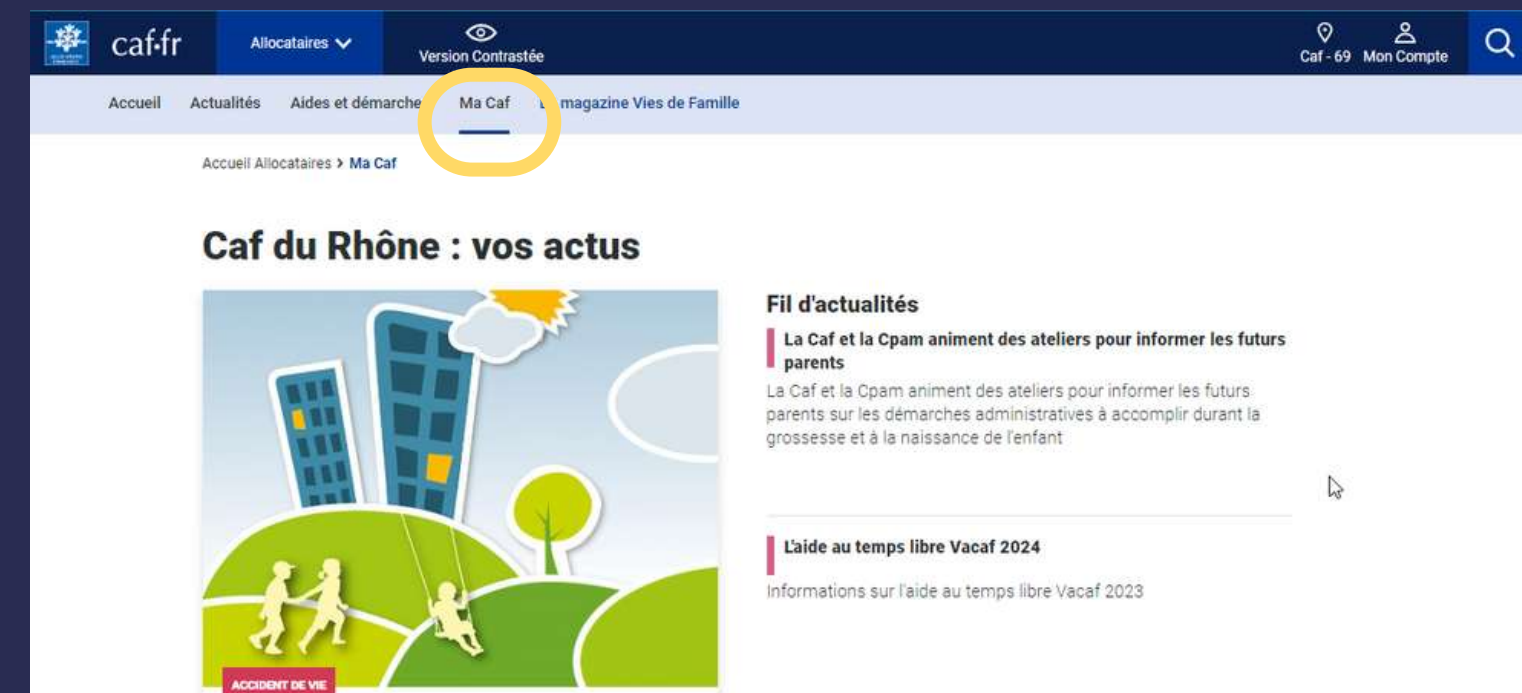 caf.fr
Allocataires
Version Contrastée
Caf - 69 Mon Compte
Accueil Actualités Aides et démarche Ma Caf magazine Vies de Famille
Accueil Allocataires > Ma Caf
Caf du Rhône : vos actus
Fil d'actualités
La Caf et la Cpam animent des ateliers pour informer les futurs
parents
La Caf et la Cpam animent des ateliers pour informer les futurs
parents sur les démarches administratives à accomplir durant la
grossesse et à la naissance de l'enfant
L'aide au temps libre Vacaf 2024
Informations sur l'aide au temps libre Vacaf 2023
ACCIDENT DE VIE